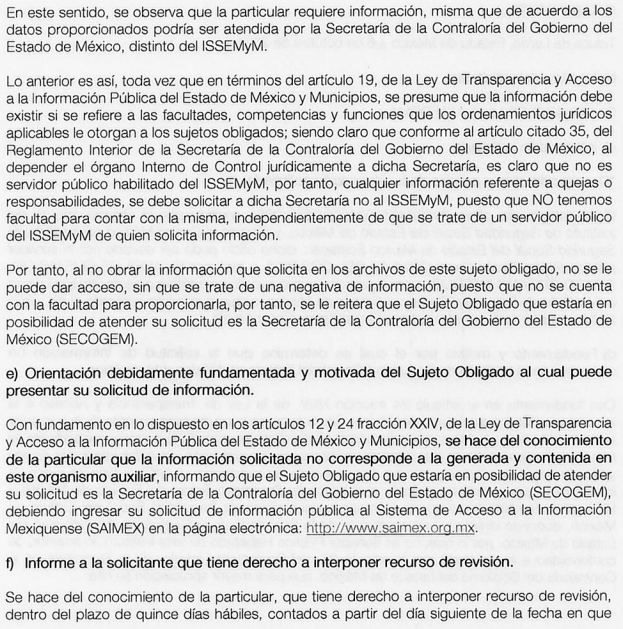 En este sentido, se observa que la particular requiere información, misma que de acuerdo a los
datos proporcionados podría ser atendida por la Secretaría de la Contraloría del Gobierno del
Estado de México, distinto del ISSEMyM.
Lo anterior es así, toda vez que en términos del artículo 19, de la Ley de Transparencia y Acceso
a la Información Pública del Estado de México y Municipios, se presume que la información debe
existir si se refiere a las facultades, competencias y funciones que los ordenamientos jurídicos
aplicables le otorgan a los sujetos obligados; siendo claro que conforme al artículo citado 35, del
Reglamento Interior de la Secretaría de la Contraloría del Gobierno del Estado de México, al
depender el órgano Interno de Control jurídicamente a dicha Secretaría, es claro que no es
servidor público habilitado del ISSEMyM, por tanto, cualquier información referente a quejas o
responsabilidades, se debe solicitar a dicha Secretaría no al ISSEMyM, puesto que NO tenemos
facultad para contar con la misma, independientemente de que se trate de un servidor público
del ISSEMyM de quien solicita información.
Por tanto, al no obrar la información que solicita en los archivos de este sujeto obligado, no se le
puede dar acceso, sin que se trate de una negativa de información, puesto que no se cuenta
con la facultad para proporcionarla, por tanto, se le reitera que el Sujeto Obligado que estaría en
posibilidad de atender su solicitud es la Secretaría de la Contraloría del Gobierno del Estado de
México (SECOGEM).
e) Orientación debidamente fundamentada y motivada del Sujeto Obligado al cual puede
presentar su solicitud de información.
Con fundamento en lo dispuesto en los artículos 12 y 24 fracción XXIV, de la Ley de Transparencia
y Acceso a la Información Pública del Estado de México y Municipios, se hace del conocimiento
de la particular que la información solicitada no corresponde a la generada y contenida en
este organismo auxiliar, informando que el Sujeto Obligado que estaría en posibilidad de atender
su solicitud es la Secretaría de la Contraloría del Gobierno del Estado de México (SECOGEM),
debiendo ingresar su solicitud de información pública al Sistema de Acceso a la Información
Mexiquense (SAIMEX) en la página electrónica: http://www.saimex.org.mx.
f) Informe a la solicitante que tiene derecho a interponer recurso de revisión.
Se hace del conocimiento de la particular, que tiene derecho a interponer recurso de revisión,
dentro del plazo de quince días hábiles, contados a partir del día siguiente de la fecha en que